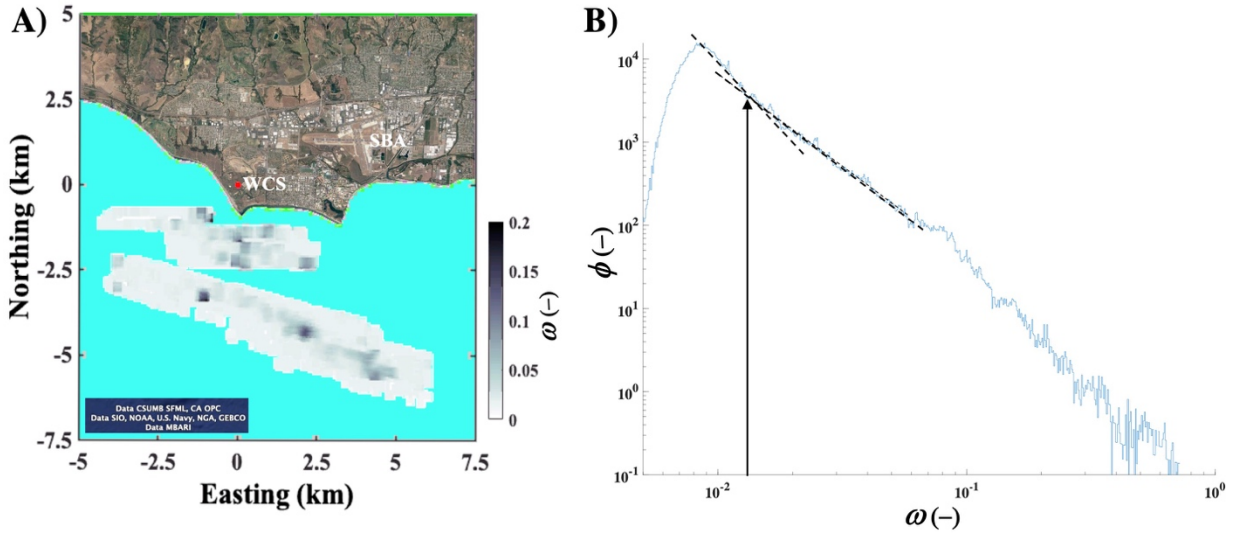 A)
Northing (km)
5
2.5
0
-2.5
-5
-7.5
SBA
WCS
Data CSUMB SFML, CA OPC
Data SIO, NOAA, U.S. Navy, NGA, GEBCO
Data MBARI
-5 -2.5 0 2.5 5 7.5
Easting (km)
0.2
0.15
0.1
0.05
0
ω (–)
B)
ϕ (–)
10⁴
10³
10²
10¹
10⁰
10⁻¹
10⁻² 10⁻¹ 10⁰
ω (–)